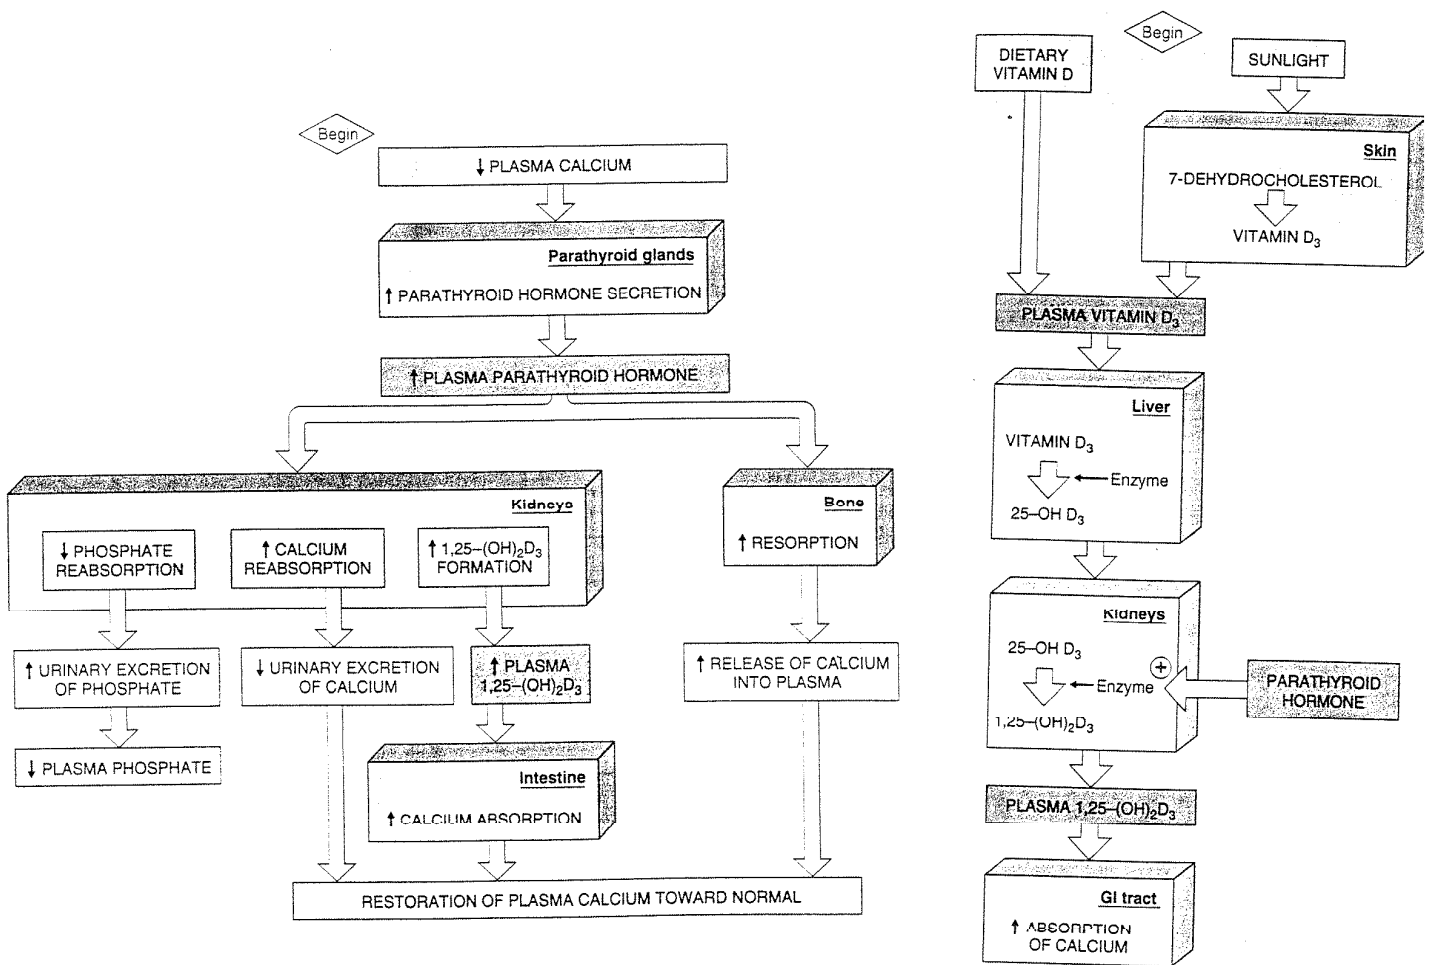 Begin
↓ PLASMA CALCIUM
Parathyroid glands
↑ PARATHYROID HORMONE SECRETION
↑ PLASMA PARATHYROID HORMONE
Kidneys
↓ PHOSPHATE
REABSORPTION
↑ CALCIUM
REABSORPTION
↑ 1,25–(OH)₂D₃
FORMATION
Bone
↑ RESORPTION
↑ URINARY EXCRETION
OF PHOSPHATE
↓ URINARY EXCRETION
OF CALCIUM
↑ PLASMA
1,25–(OH)₂D₃
↑ RELEASE OF CALCIUM
INTO PLASMA
↓ PLASMA PHOSPHATE
Intestine
↑ CALCIUM ABSORPTION
RESTORATION OF PLASMA CALCIUM TOWARD NORMAL
Begin
DIETARY
VITAMIN D
SUNLIGHT
Skin
7-DEHYDROCHOLESTEROL
VITAMIN D₃
PLASMA VITAMIN D₃
Liver
VITAMIN D₃
Enzyme
25–OH D₃
Kidneys
25–OH D₃
+
Enzyme
1,25–(OH)₂D₃
PARATHYROID
HORMONE
PLASMA 1,25–(OH)₂D₃
GI tract
↑ ABSORPTION
OF CALCIUM